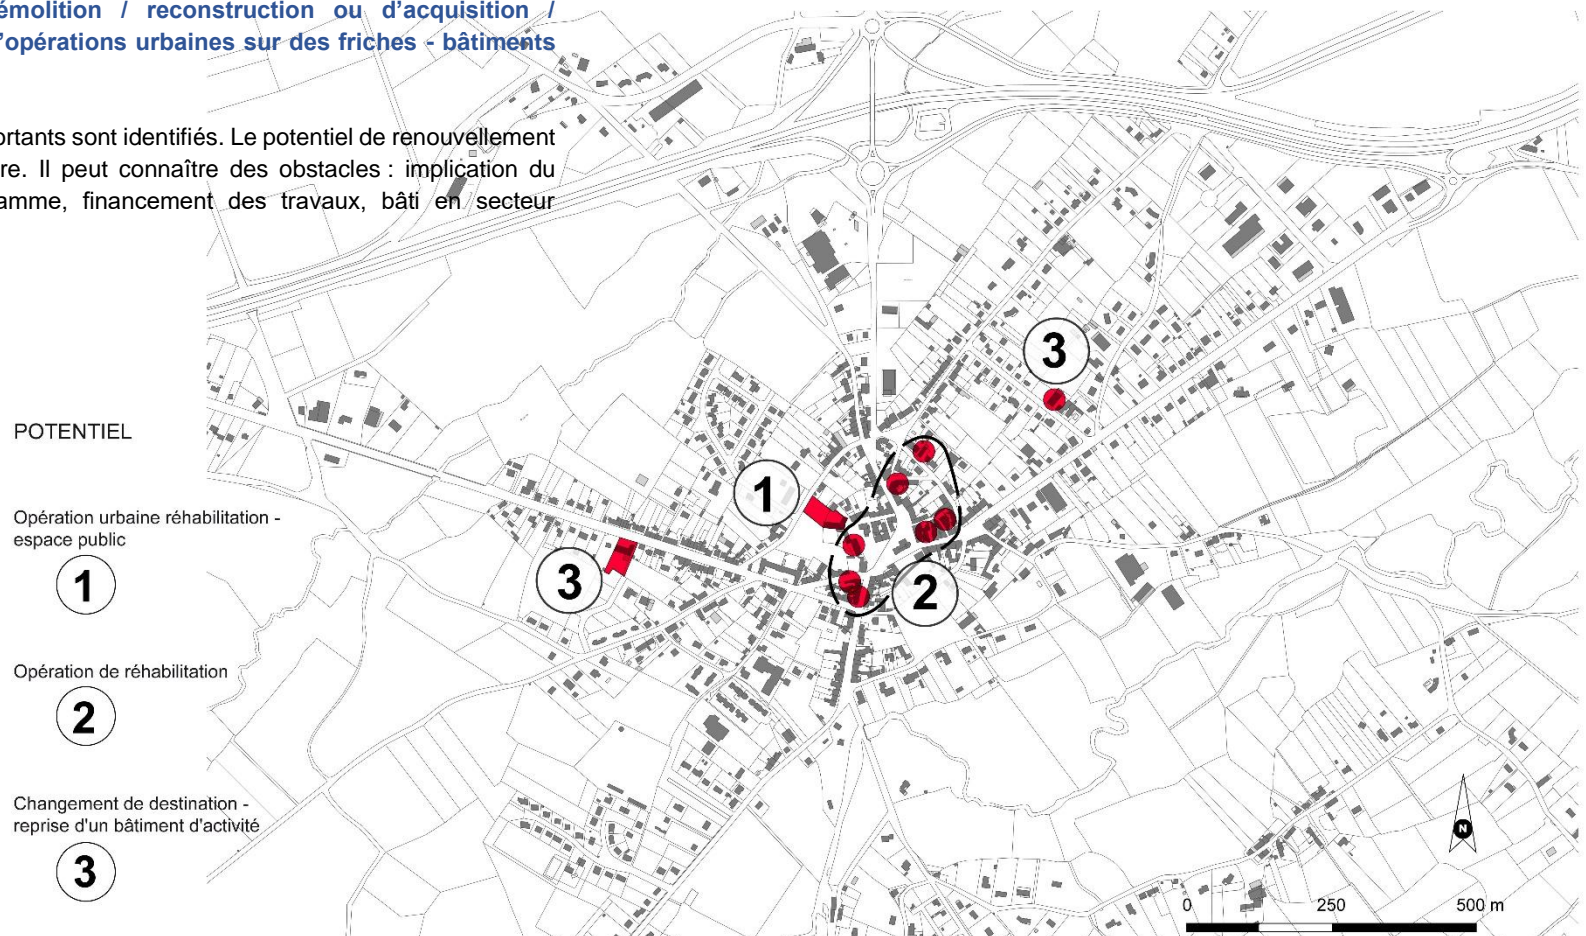 émolition / reconstruction ou d'acquisition /
'opérations urbaines sur des friches - bâtiments
ortants sont identifiés. Le potentiel de renouvellement
re. Il peut connaître des obstacles : implication du
amme, financement des travaux, bâti en secteur
3
POTENTIEL
1
Opération urbaine réhabilitation -
espace public
1
3
2
Opération de réhabilitation
2
Changement de destination -
reprise d'un bâtiment d'activité
3
N
0 250 500 m